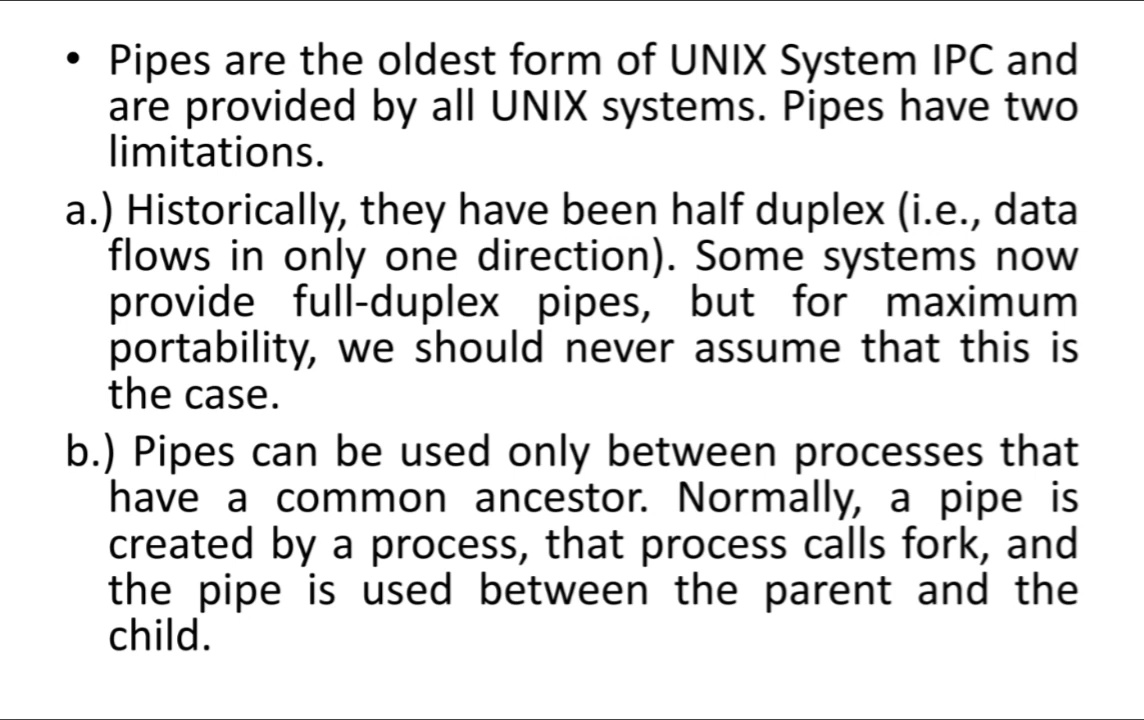 • Pipes are the oldest form of UNIX System IPC and
are provided by all UNIX systems. Pipes have two
limitations.
a.) Historically, they have been half duplex (i.e., data
flows in only one direction). Some systems now
provide full-duplex pipes, but for maximum
portability, we should never assume that this is
the case.
b.) Pipes can be used only between processes that
have a common ancestor. Normally, a pipe is
created by a process, that process calls fork, and
the pipe is used between the parent and the
child.